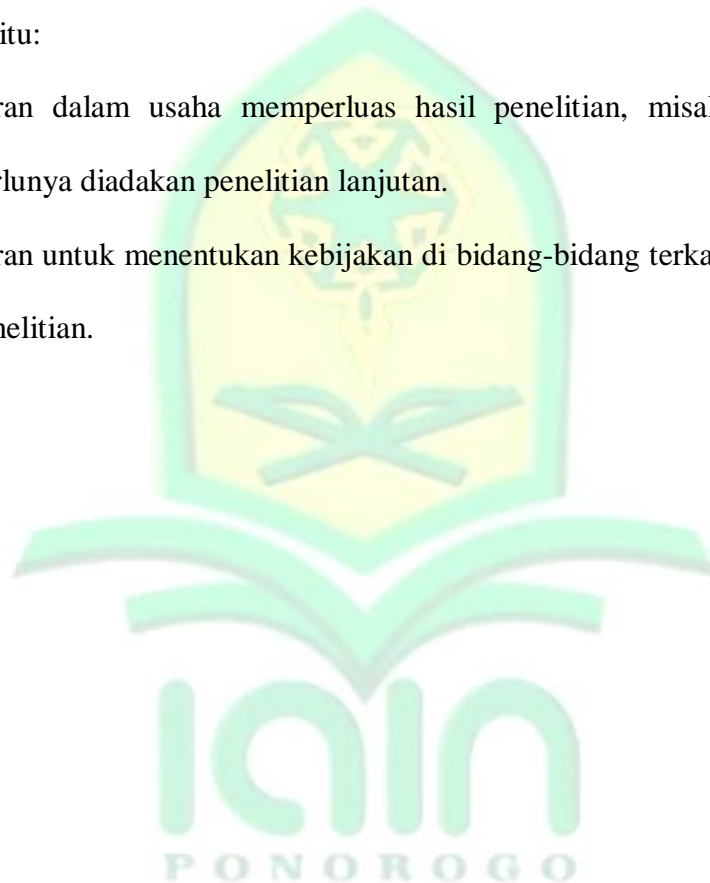 itu:
ran dalam usaha memperluas hasil penelitian, misal
rlunya diadakan penelitian lanjutan.
ran untuk menentukan kebijakan di bidang-bidang terka
nelitian.
IAIN
PONOROGO